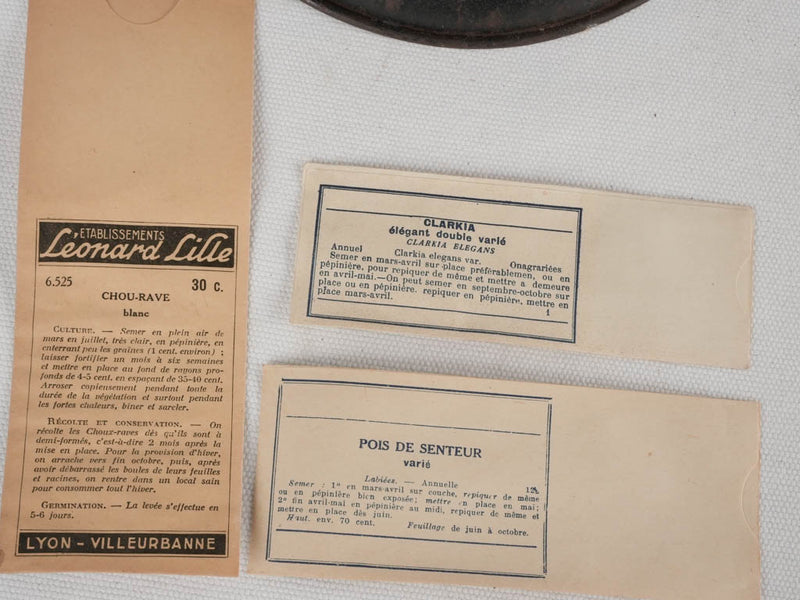 ÉTABLISSEMENTS
Léonard Lille
6.525
30 c.
CHOU-RAVE
blanc
CULTURE. — Semer en plein air de
mars en juillet, très clair, en pépinière, en
enterrant peu les graines (1 cent. environ) ;
laisser fortifier un mois à six semaines
et mettre en place au fond de rayons pro-
fonds de 4-5 cent. en espaçant de 35-40 cent.
Arroser copieusement pendant toute la
durée de la végétation et surtout pendant
les fortes chaleurs, biner et sarcler.
RÉCOLTE ET CONSERVATION. — On
récolte les Choux-raves dès qu'ils sont à
demi-formés, c'est-à-dire 2 mois après la
mise en place. Pour la provision d'hiver,
on arrache vers fin octobre, puis, après
avoir débarrassé les boules de leurs feuilles
et racines, on rentre dans un local sain
pour consommer tout l'hiver.
GERMINATION. — La levée s'effectue en
5-6 jours.
LYON - VILLEURBANNE
CLARKIA
élégant double varié
CLARKIA ELEGANS
Annuel Clarkia elegans var. Onagrariées
Semer en mars-avril sur place préférablemen, ou en
pépinière, pour repiquer de même et mettre a demeure
en avril-mai.—On peut semer en septembre-octobre sur
place ou en pépinière. repiquer en pépinière, mettre en
place mars-avril.
1
POIS DE SENTEUR
varié
Labiées. — Annuelle
Semer : 1° en mars-avril sur couche, repiquer de même
ou en pépinière bien exposée; mettre en place en mai;
2° fin avril-mai en pépinière au midi, repiquer de même et
mettre en place dès juin.
Haut. env. 70 cent. Feuillage de juin à octobre.